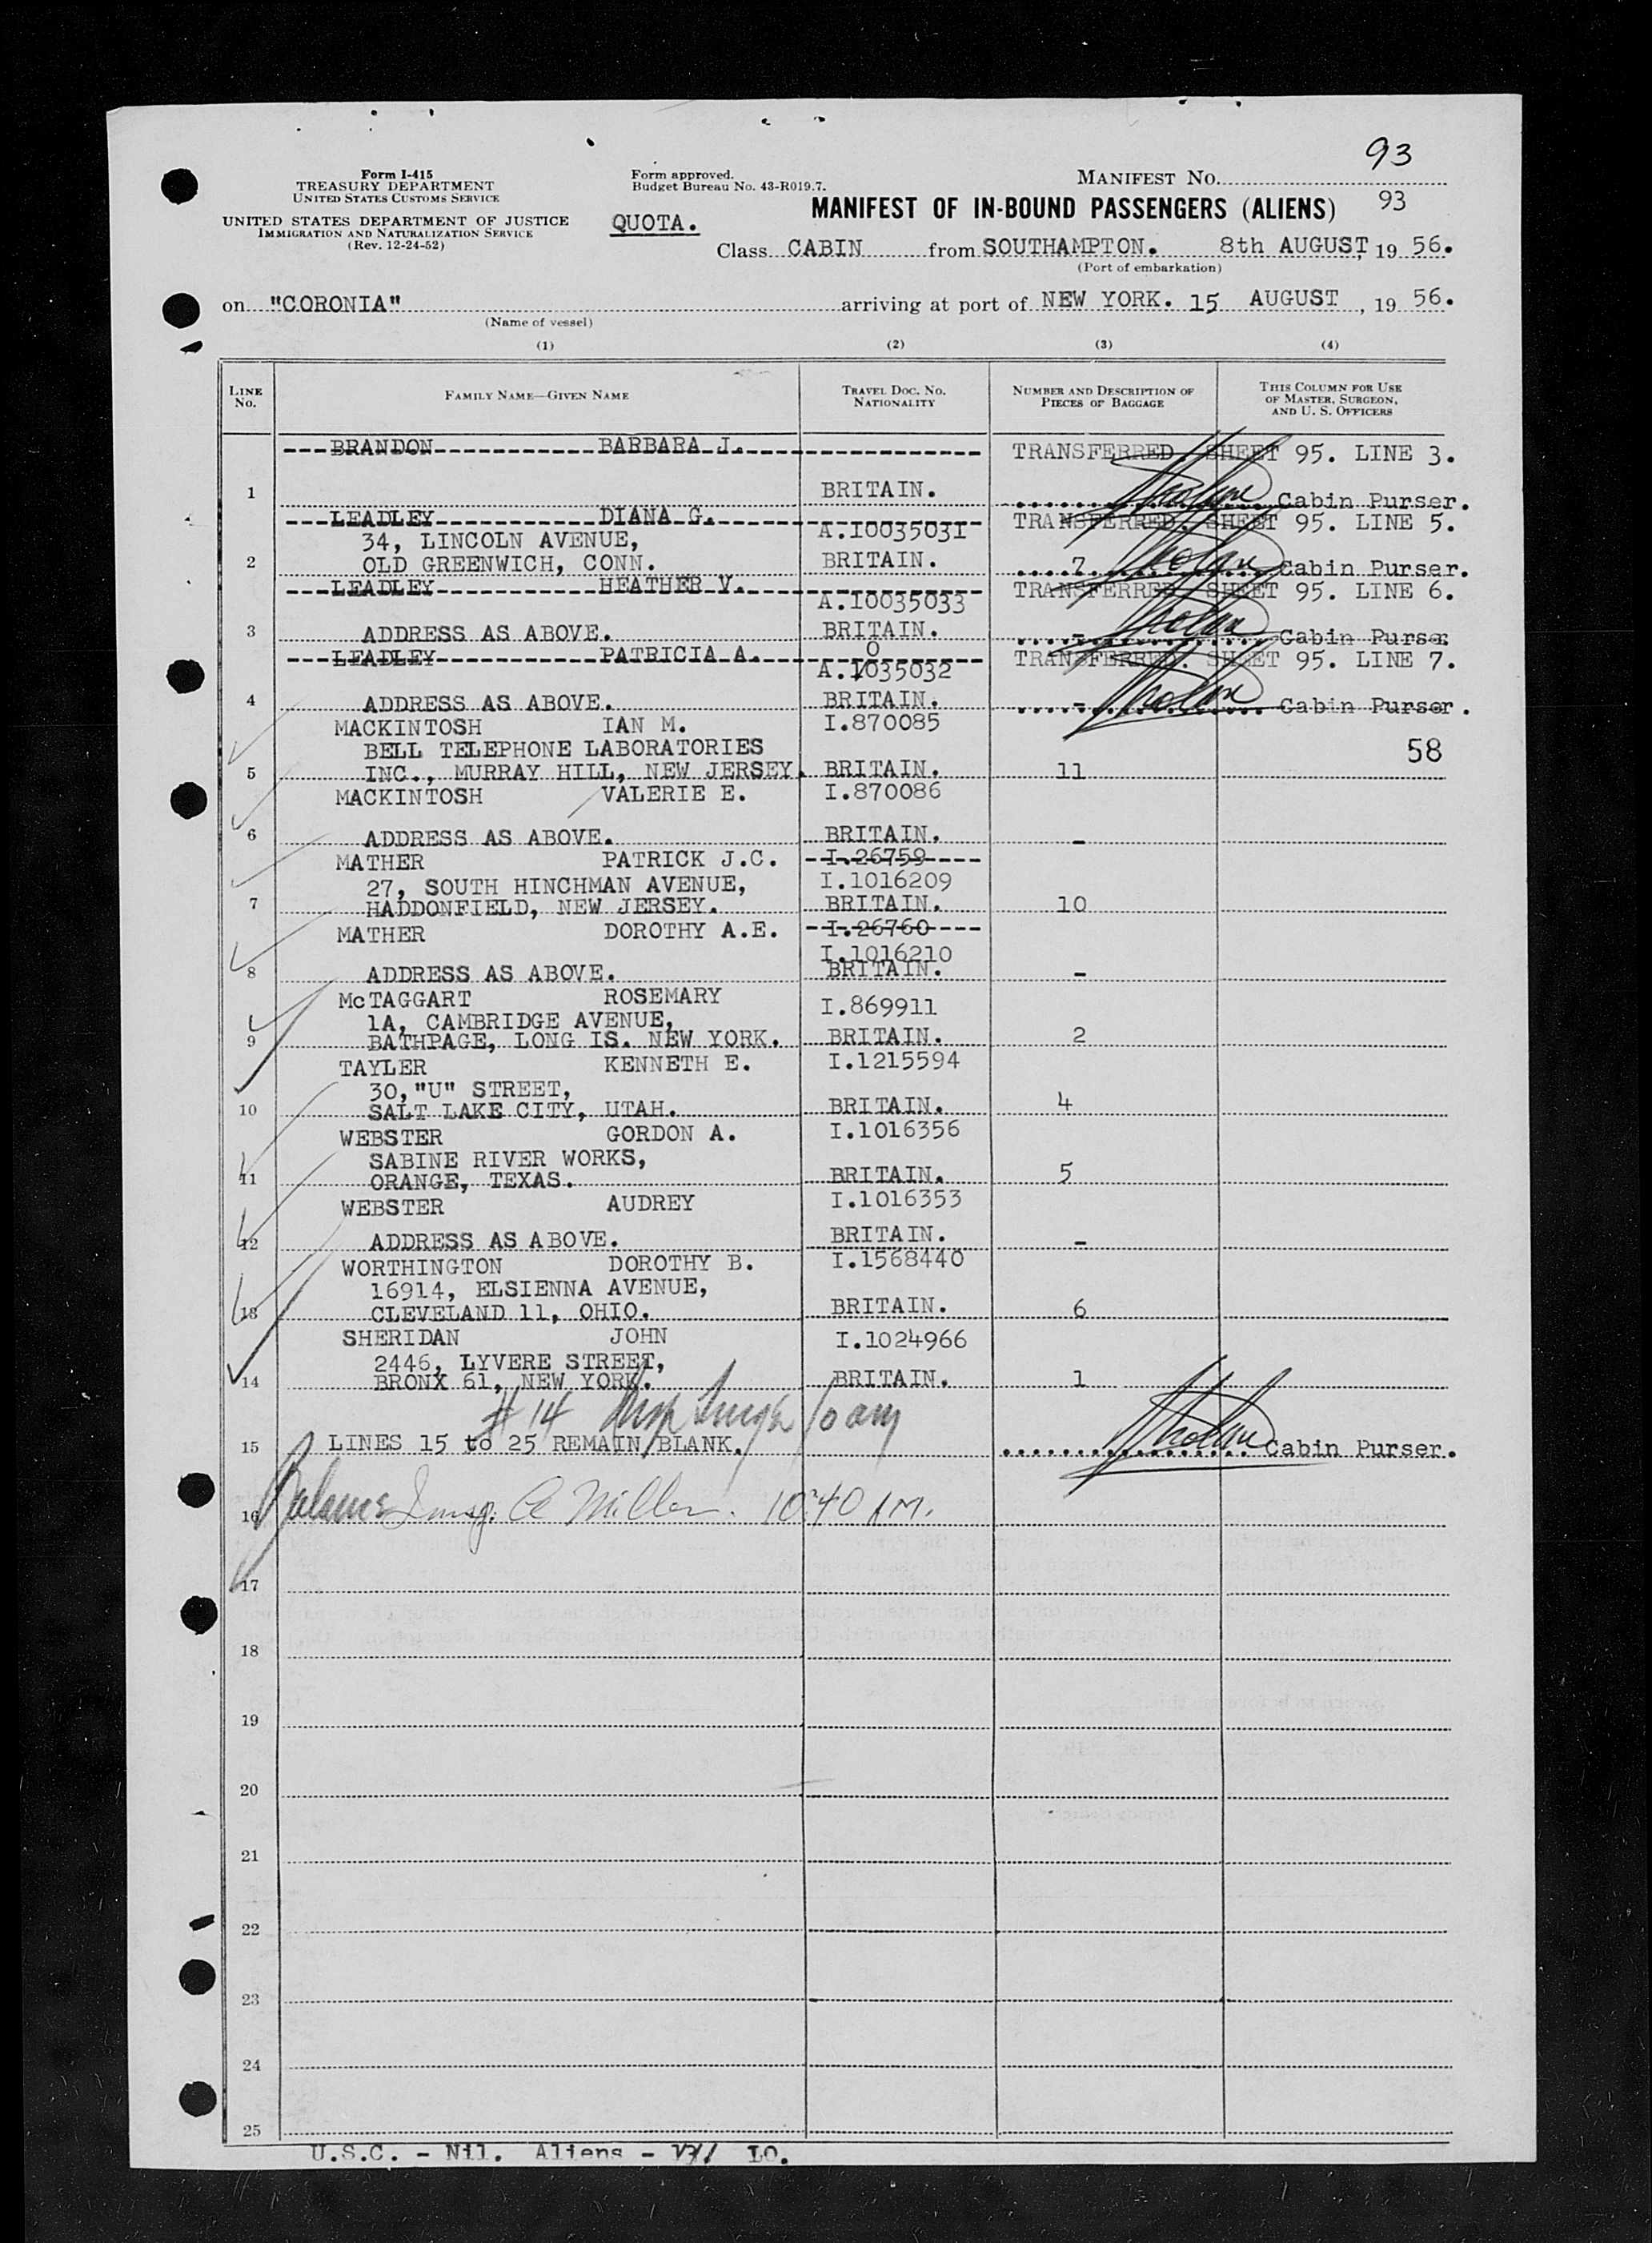 93
Form I-415
TREASURY DEPARTMENT
UNITED STATES CUSTOMS SERVICE
UNITED STATES DEPARTMENT OF JUSTICE
IMMIGRATION AND NATURALIZATION SERVICE
(Rev. 12-24-52)
Form approved.
Budget Bureau No. 43-R019.7.
MANIFEST NO.
QUOTA.
MANIFEST OF IN-BOUND PASSENGERS (ALIENS) 93
Class CABIN from SOUTHAMPTON. 8th AUGUST, 19 56.
(Port of embarkation)
on "CORONIA" arriving at port of NEW YORK. 15 AUGUST, 19 56.
(Name of vessel)
(1) (2) (3) (4)
LINE NO.
FAMILY NAME—GIVEN NAME
TRAVEL DOC. NO. NATIONALITY
NUMBER AND DESCRIPTION OF PIECES OF BAGGAGE
THIS COLUMN FOR USE OF MASTER, SURGEON, AND U. S. OFFICERS
---BRANDON-----------BARBARA J.--------------- TRANSFERRED. SHEET 95. LINE 3.
1 BRITAIN. Cabin Purser.
---LEADLEY-----------DIANA G.--------------- TRANSFERRED. SHEET 95. LINE 5.
34, LINCOLN AVENUE, A.I0035031
2 OLD GREENWICH, CONN. BRITAIN. 7 Cabin Purser.
---LEADLEY-----------HEATHER V.--------------- TRANSFERRED. SHEET 95. LINE 6.
A.I0035033
3 ADDRESS AS ABOVE. BRITAIN. - Cabin Purser
---LEADLEY-----------PATRICIA A.--------------- TRANSFERRED. SHEET 95. LINE 7.
0
A.I035032
4 ADDRESS AS ABOVE. BRITAIN. - Cabin Purser.
MACKINTOSH IAN M. I.870085
BELL TELEPHONE LABORATORIES 58
5 INC., MURRAY HILL, NEW JERSEY. BRITAIN. 11
MACKINTOSH VALERIE E. I.870086
6 ADDRESS AS ABOVE. BRITAIN. -
MATHER PATRICK J.C. --I.26759----
27, SOUTH HINCHMAN AVENUE, I.1016209
7 HADDONFIELD, NEW JERSEY. BRITAIN. 10
MATHER DOROTHY A.E. --I.26760----
I.1016210
8 ADDRESS AS ABOVE. BRITAIN. -
McTAGGART ROSEMARY I.869911
1A, CAMBRIDGE AVENUE,
9 BATHPAGE, LONG IS. NEW YORK. BRITAIN. 2
TAYLER KENNETH E. I.1215594
30, "U" STREET,
10 SALT LAKE CITY, UTAH. BRITAIN. 4
WEBSTER GORDON A. I.1016356
SABINE RIVER WORKS,
11 ORANGE, TEXAS. BRITAIN. 5
WEBSTER AUDREY I.1016353
12 ADDRESS AS ABOVE. BRITAIN. -
WORTHINGTON DOROTHY B. I.1568440
16914, ELSIENNA AVENUE,
13 CLEVELAND 11, OHIO. BRITAIN. 6
SHERIDAN JOHN I.1024966
2446, LYVERE STREET,
14 BRONX 61, NEW YORK. BRITAIN. 1
# 14 10 am
15 LINES 15 to 25 REMAIN BLANK. Cabin Purser.
16 Balance Insp. A Miller. 10:40 AM.
17
18
19
20
21
22
23
24
25
U.S.C. - Nil. Aliens - 10.